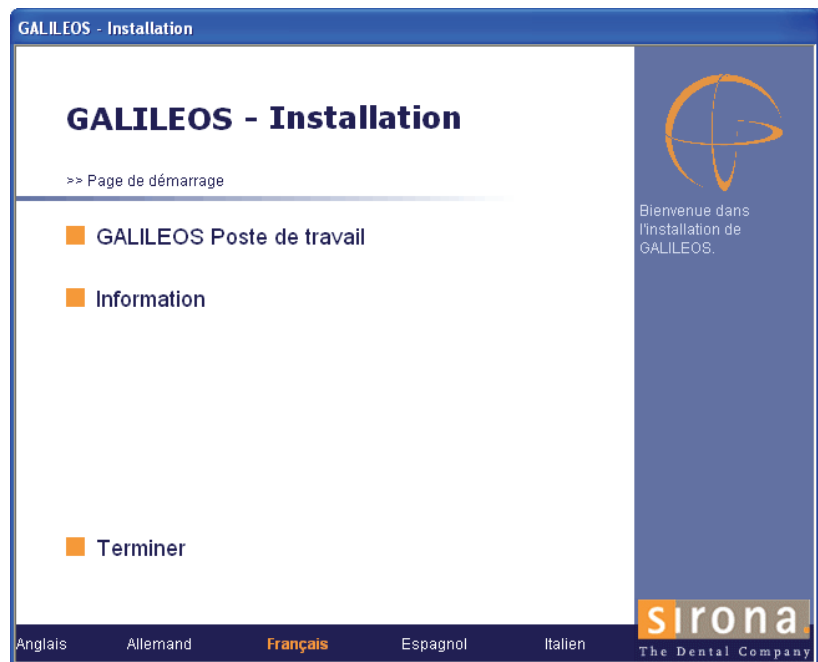 GALILEOS - Installation
GALILEOS - Installation
>> Page de démarrage
GALILEOS Poste de travail
Information
Terminer
Bienvenue dans
l'installation de
GALILEOS.
Anglais Allemand Français Espagnol Italien
sirona.
The Dental Company